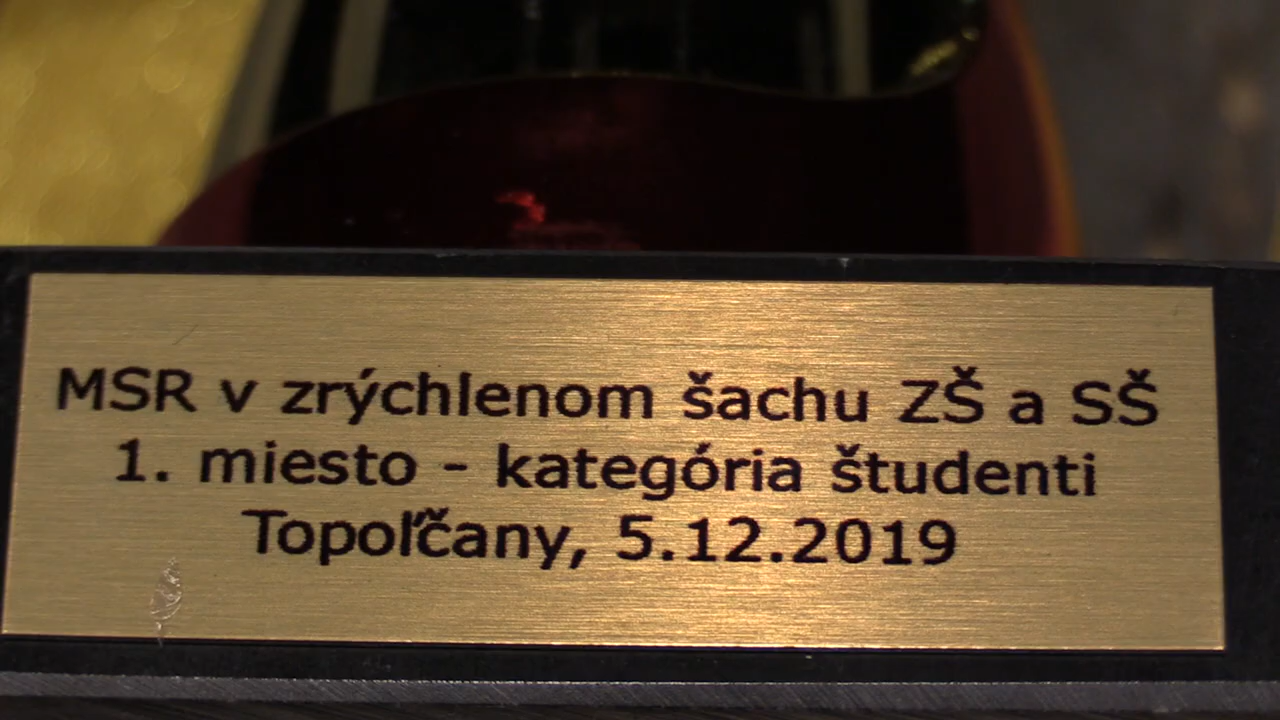 MSR v zrýchlenom šachu ZŠ a SŠ
1. miesto - kategória študenti
Topoľčany, 5.12.2019